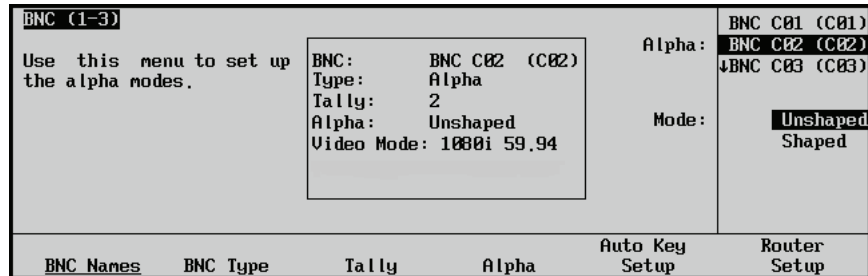 BNC (1-3)
Use this menu to set up
the alpha modes.
BNC: BNC C02 (C02)
Type: Alpha
Tally: 2
Alpha: Unshaped
Video Mode: 1080i 59.94
Alpha:
BNC C01 (C01)
BNC C02 (C02)
↓BNC C03 (C03)
Mode:
Unshaped
Shaped
BNC Names
BNC Type
Tally
Alpha
Auto Key
Setup
Router
Setup